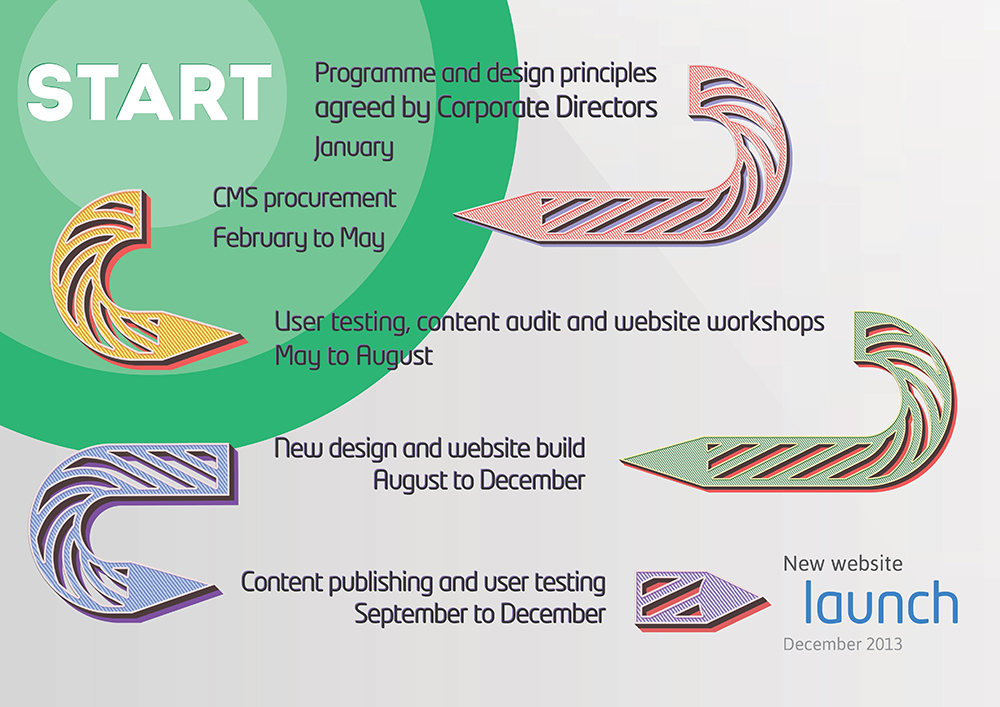 START
Programme and design principles
agreed by Corporate Directors
January
CMS procurement
February to May
User testing, content audit and website workshops
May to August
New design and website build
August to December
Content publishing and user testing
September to December
New website
launch
December 2013